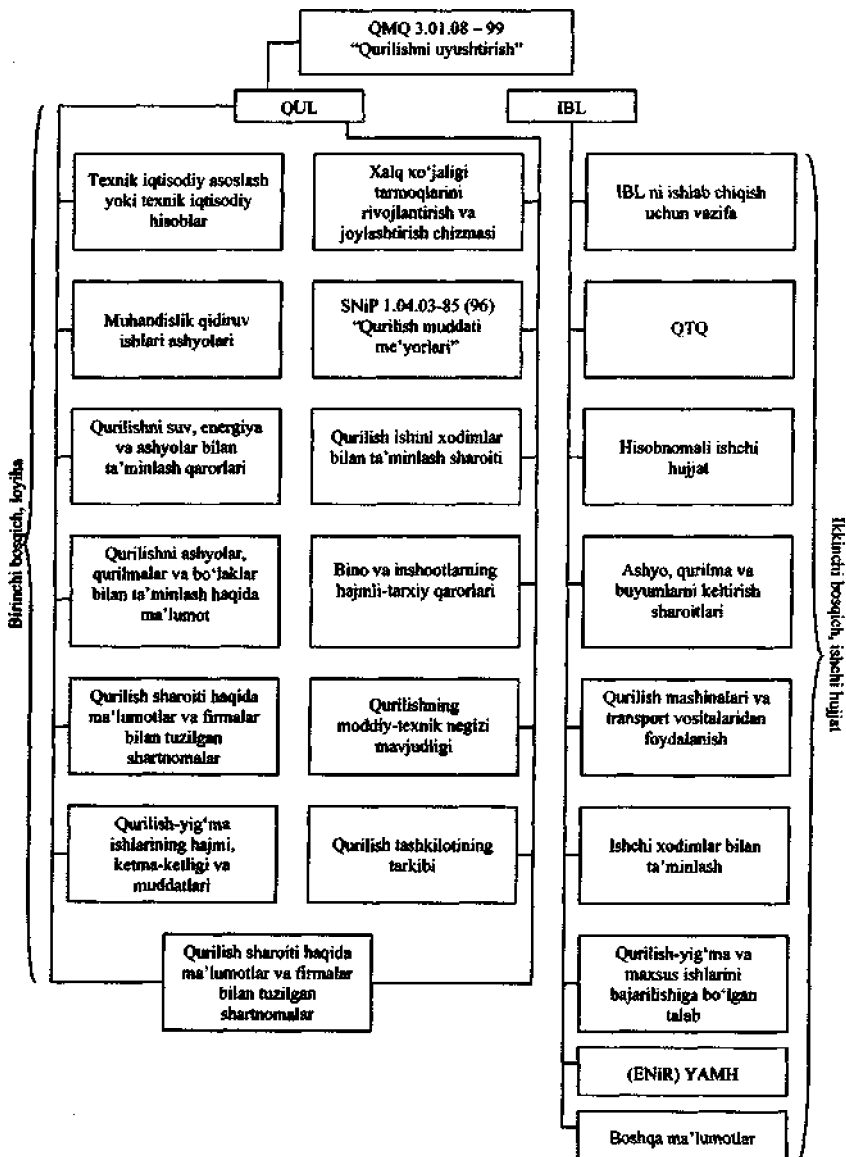 QMQ 3.01.08 – 99
“Qurilishni uyushtirish”
QUL
IBL
Birinchi bosqich, loyiha
Texnik iqtisodiy asoslash
yoki texnik iqtisodiy
hisoblar
Xalq xo‘jaligi
tarmoqlarini
rivojlantirish va
joylashtirish chizmasi
IBL ni ishlab chiqish
uchun vazifa
Muhandislik qidiruv
ishlari ashyolari
SNiP 1.04.03-85 (96)
“Qurilish muddati
me’yorlari”
QTQ
Qurilishni suv, energiya
va ashyolar bilan
ta’minlash qarorlari
Qurilish ishini xodimlar
bilan ta’minlash sharoiti
Hisobnomali ishchi
hujjat
Qurilishni ashyolar,
qurilmalar va bo‘laklar
bilan ta’minlash haqida
ma’lumot
Bino va inshootlarning
hajmli-tarxiy qarorlari
Ashyo, qurilma va
buyumlarni keltirish
sharoitlari
Qurilish sharoiti haqida
ma’lumotlar va firmalar
bilan tuzilgan
shartnomalar
Qurilishning
moddiy-texnik negizi
mavjudligi
Qurilish mashinalari va
transport vositalaridan
foydalanish
Qurilish-yig‘ma
ishlarining hajmi,
ketma-ketligi va
muddatlari
Qurilish tashkilotining
tarkibi
Ishchi xodimlar bilan
ta’minlash
Qurilish sharoiti haqida
ma’lumotlar va firmalar
bilan tuzilgan
shartnomalar
Qurilish-yig‘ma va
maxsus ishlarini
bajarilishiga bo‘lgan
talab
(ENiR) YAMH
Boshqa ma’lumotlar
Ikkinchi bosqich, ishchi hujjat